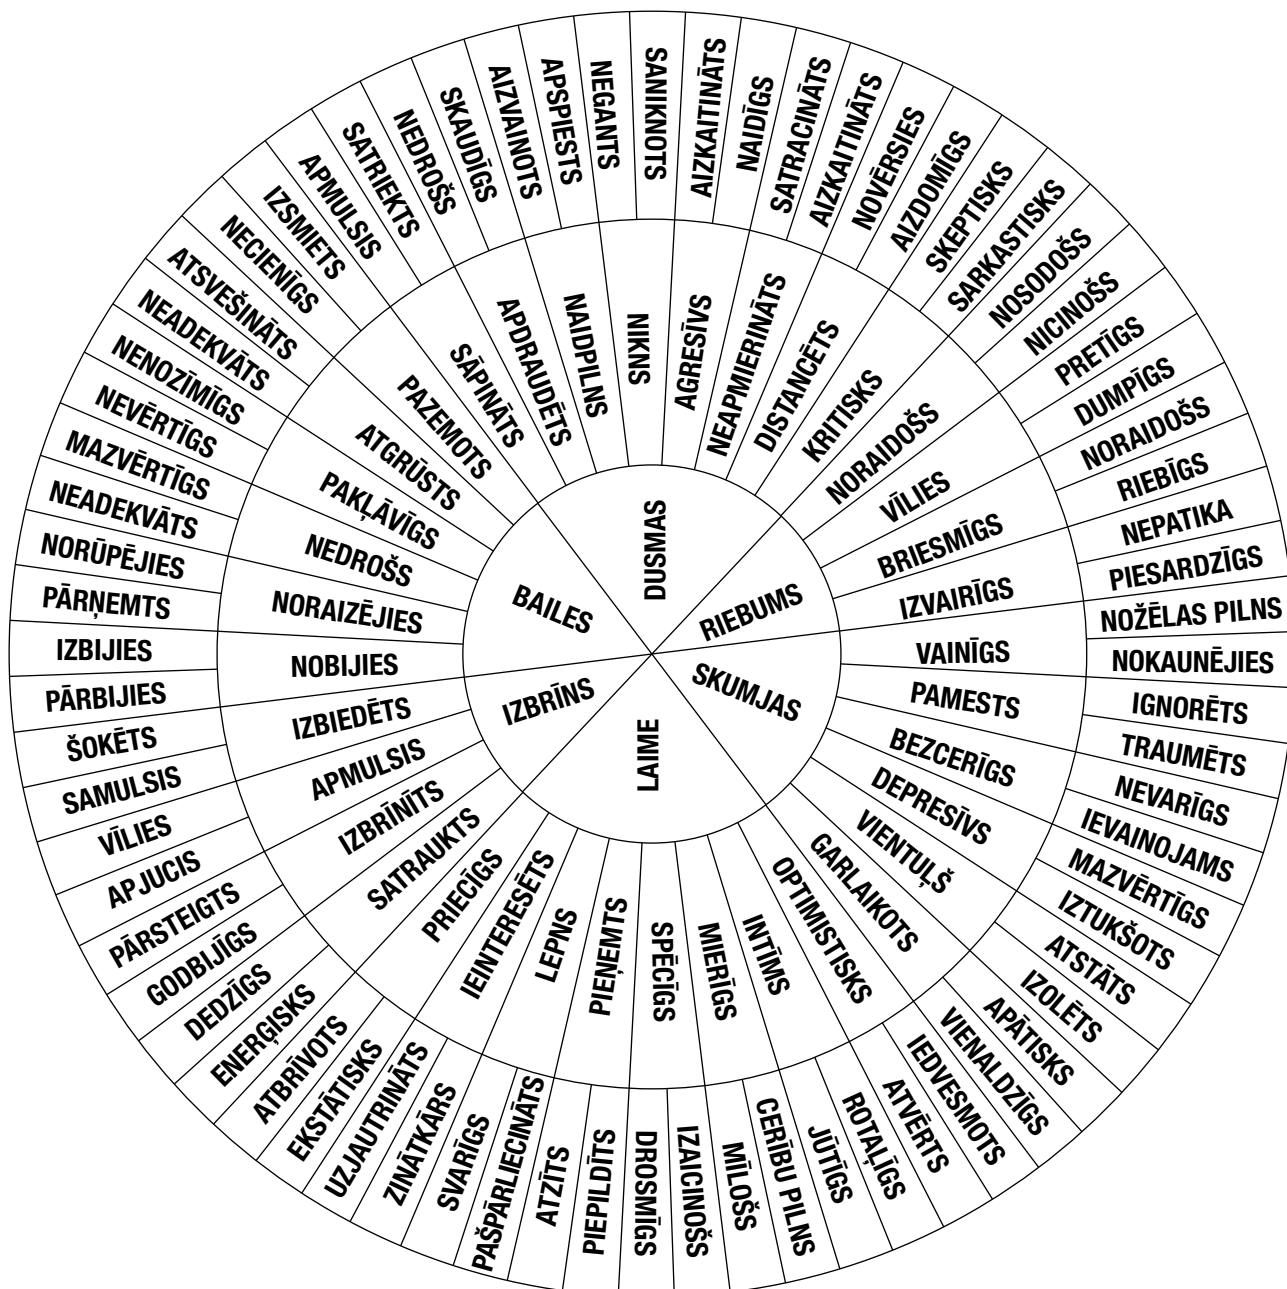 DUSMAS
RIEBUMS
SKUMJAS
LAIME
IZBRĪNS
BAILES
SĀPINĀTS
APDRAUDĒTS
NAIDPILNS
NIKNS
AGRESĪVS
NEAPMIERINĀTS
DISTANCĒTS
KRITISKS
NORAIDOŠS
VĪLIES
BRIESMĪGS
IZVAIRĪGS
VAINĪGS
PAMESTS
BEZCERĪGS
DEPRESĪVS
VIENTUĻŠ
GARLAIKOTS
OPTIMISTISKS
INTĪMS
MIERĪGS
SPĒCĪGS
PIEŅEMTS
LEPNS
IEINTERESĒTS
PRIECĪGS
SATRAUKTS
IZBRĪNĪTS
APMULSIS
IZBIEDĒTS
NOBIJIES
NORAIZĒJIES
NEDROŠS
PAKĻĀVĪGS
ATGRŪSTS
PAZEMOTS
APMULSIS
SATRIEKTS
NEDROŠS
SKAUDĪGS
AIZVAINOTS
APSPIESTS
NEGANTS
SANIKNOTS
AIZKAITINĀTS
NAIDĪGS
SATRACINĀTS
AIZKAITINĀTS
NOVĒRSIES
AIZDOMĪGS
SKEPTISKS
SARKASTISKS
NOSODOŠS
NICINOŠS
PRETĪGS
DUMPĪGS
NORAIDOŠS
RIEBĪGS
NEPATIKA
PIESARDZĪGS
NOŽĒLAS PILNS
NOKAUNĒJIES
IGNORĒTS
TRAUMĒTS
NEVARĪGS
IEVAINOJAMS
MAZVĒRTĪGS
IZTUKŠOTS
ATSTĀTS
IZOLĒTS
APĀTISKS
VIENALDZĪGS
IEDVESMOTS
ATVĒRTS
ROTAĻĪGS
JŪTĪGS
CERĪBU PILNS
MĪLOŠS
IZAICINOŠS
DROSMĪGS
PIEPILDĪTS
ATZĪTS
PAŠPĀRLIECINĀTS
SVARĪGS
ZINĀTKĀRS
UZJAUTRINĀTS
EKSTĀTISKS
ATBRĪVOTS
ENERĢISKS
DEDZĪGS
GODBIJĪGS
PĀRSTEIGTS
APJUCIS
VĪLIES
SAMULSIS
ŠOKĒTS
PĀRBIJIES
IZBIJIES
PĀRŅEMTS
NORŪPĒJIES
NEADEKVĀTS
MAZVĒRTĪGS
NEVĒRTĪGS
NENOZĪMĪGS
NEADEKVĀTS
ATSVEŠINĀTS
NECIENĪGS
IZSMIETS